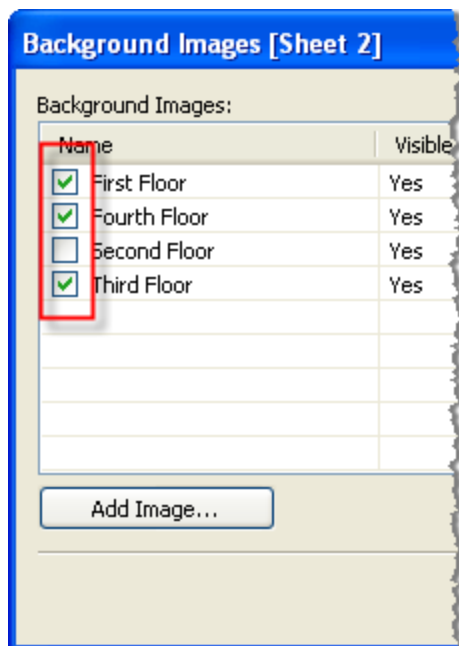 Background Images [Sheet 2]
Background Images:
Name Visible
First Floor Yes
Fourth Floor Yes
Second Floor Yes
Third Floor Yes
Add Image...